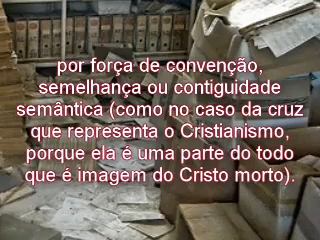 por força de convenção,
semelhança ou contiguidade
semântica (como no caso da cruz
que representa o Cristianismo,
porque ela é uma parte do todo
que é imagem do Cristo morto).